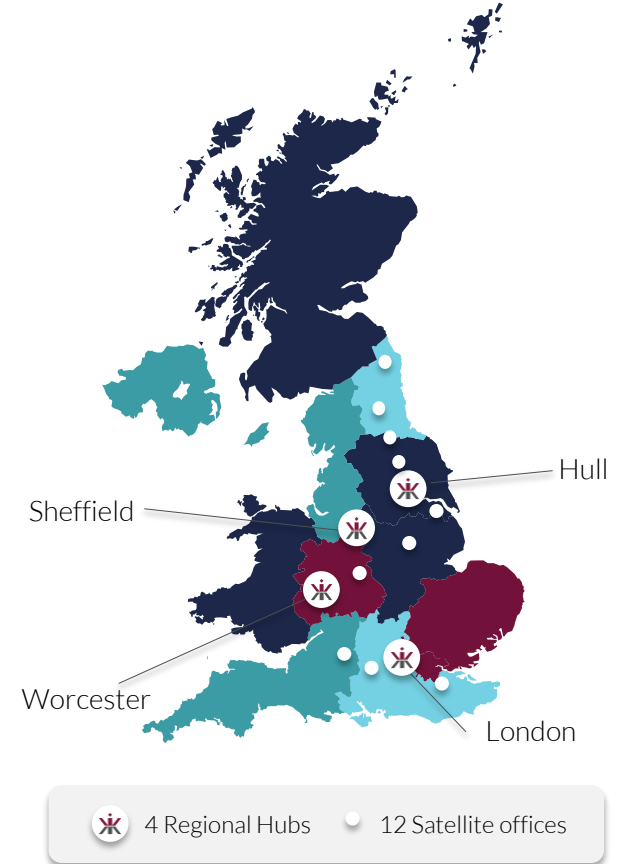 Hull
Sheffield
Worcester
London
4 Regional Hubs
12 Satellite offices